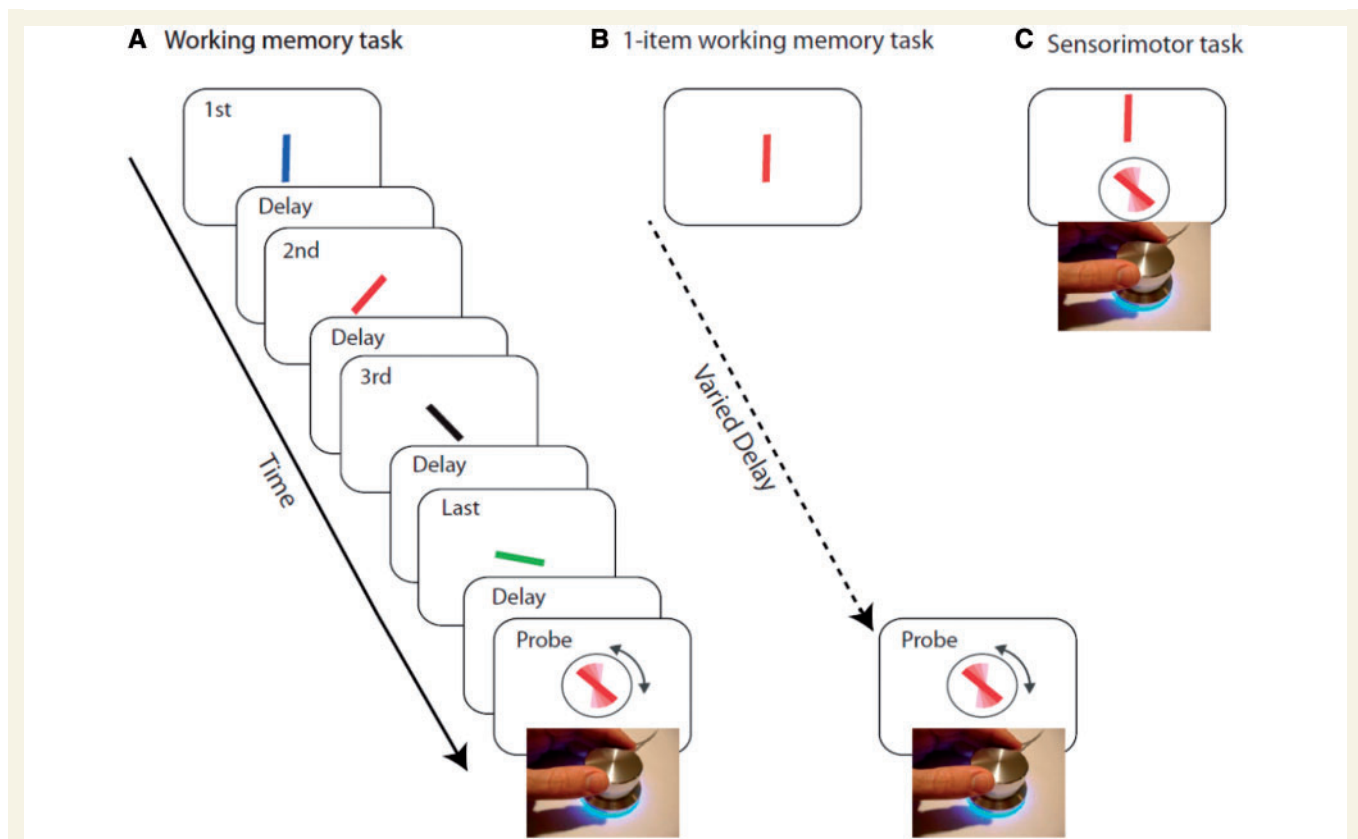 A Working memory task
1st
Delay
2nd
Delay
3rd
Delay
Last
Delay
Probe
Time
B 1-item working memory task
Varied Delay
Probe
C Sensorimotor task